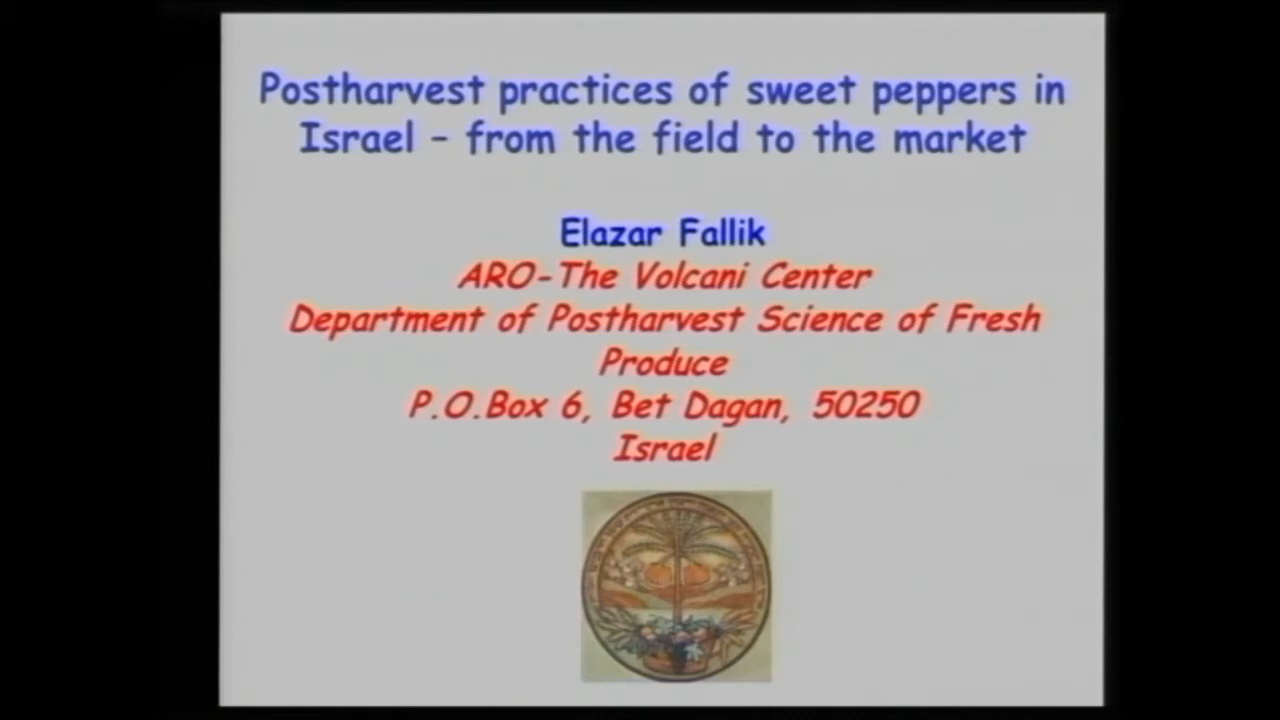 Postharvest practices of sweet peppers in
Israel – from the field to the market
Elazar Fallik
ARO-The Volcani Center
Department of Postharvest Science of Fresh
Produce
P.O.Box 6, Bet Dagan, 50250
Israel